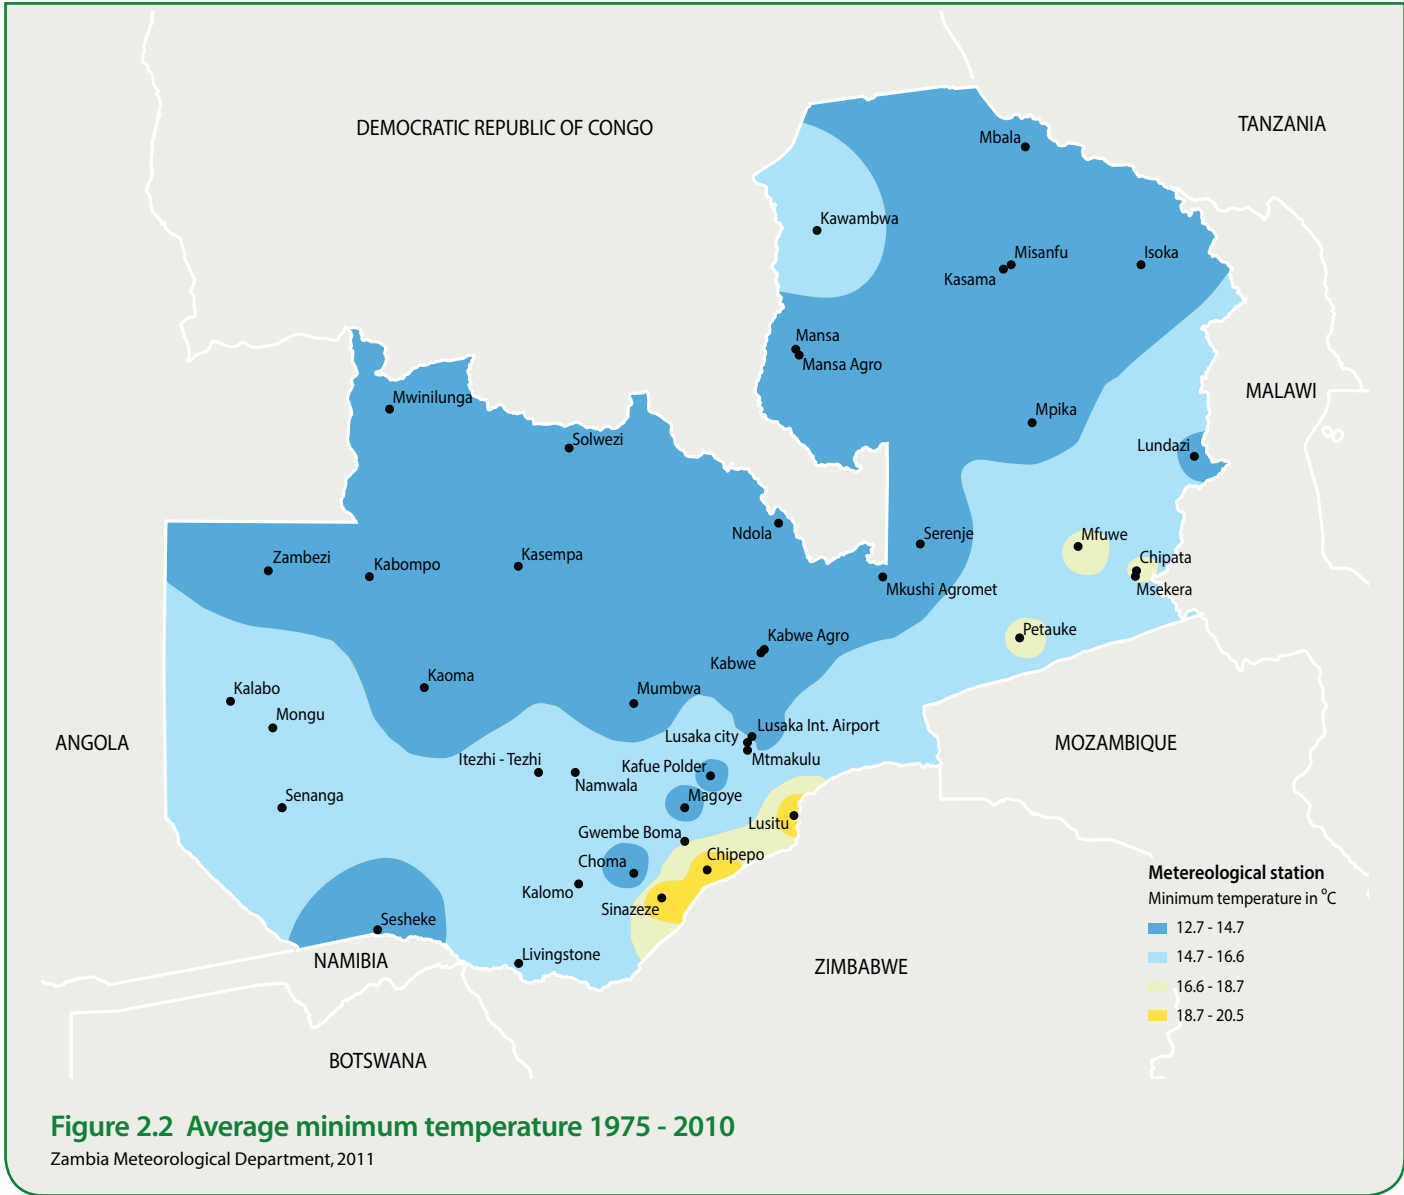 DEMOCRATIC REPUBLIC OF CONGO
TANZANIA
Mbala
Kawambwa
Misanfu
Isoka
Kasama
Mansa
Mansa Agro
MALAWI
Mwinilunga
Mpika
Solwezi
Lundazi
Ndola
Serenje
Mfuwe
Zambezi
Kabompo
Kasempa
Chipata
Mkushi Agromet
Msekera
Kabwe Agro
Petauke
Kabwe
Kaoma
Kalabo
Mumbwa
Mongu
Lusaka Int. Airport
ANGOLA
Lusaka city
MOZAMBIQUE
Itezhi - Tezhi
Kafue Polder
Mtmakulu
Namwala
Senanga
Magoye
Lusitu
Gwembe Boma
Chipepo
Choma
Kalomo
Sinazeze
Sesheke
Livingstone
NAMIBIA
ZIMBABWE
BOTSWANA
Metereological station
Minimum temperature in °C
12.7 - 14.7
14.7 - 16.6
16.6 - 18.7
18.7 - 20.5
Figure 2.2 Average minimum temperature 1975 - 2010
Zambia Meteorological Department, 2011